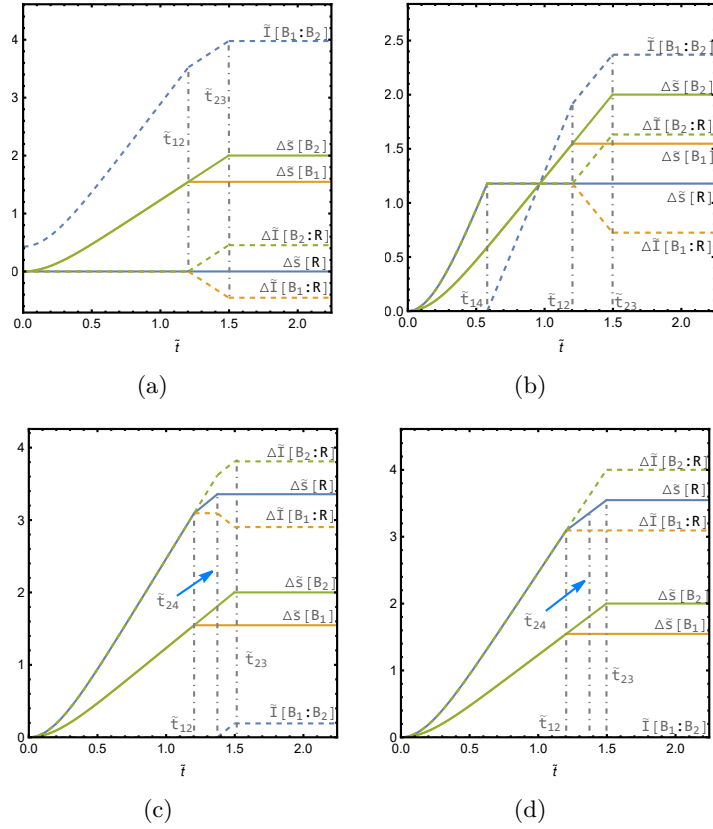 Ĩ[B₁:B₂]
t̃₂₃
t̃₁₂
Δs̃[B₂]
Δs̃[B₁]
ΔĨ[B₂:R]
Δs̃[R]
ΔĨ[B₁:R]
4
3
2
1
0
0.0 0.5 1.0 1.5 2.0
t̃
(a)
Ĩ[B₁:B₂]
Δs̃[B₂]
ΔĨ[B₂:R]
Δs̃[B₁]
Δs̃[R]
ΔĨ[B₁:R]
t̃₁₄ t̃₁₂ t̃₂₃
2.5
2.0
1.5
1.0
0.5
0.0
0.0 0.5 1.0 1.5 2.0
t̃
(b)
ΔĨ[B₂:R]
Δs̃[R]
ΔĨ[B₁:R]
Δs̃[B₂]
t̃₂₄
Δs̃[B₁]
t̃₂₃
t̃₁₂
Ĩ[B₁:B₂]
4
3
2
1
0
0.0 0.5 1.0 1.5 2.0
t̃
(c)
ΔĨ[B₂:R]
Δs̃[R]
ΔĨ[B₁:R]
Δs̃[B₂]
t̃₂₄
Δs̃[B₁]
t̃₂₃
t̃₁₂ Ĩ[B₁:B₂]
4
3
2
1
0
0.0 0.5 1.0 1.5 2.0
t̃
(d)